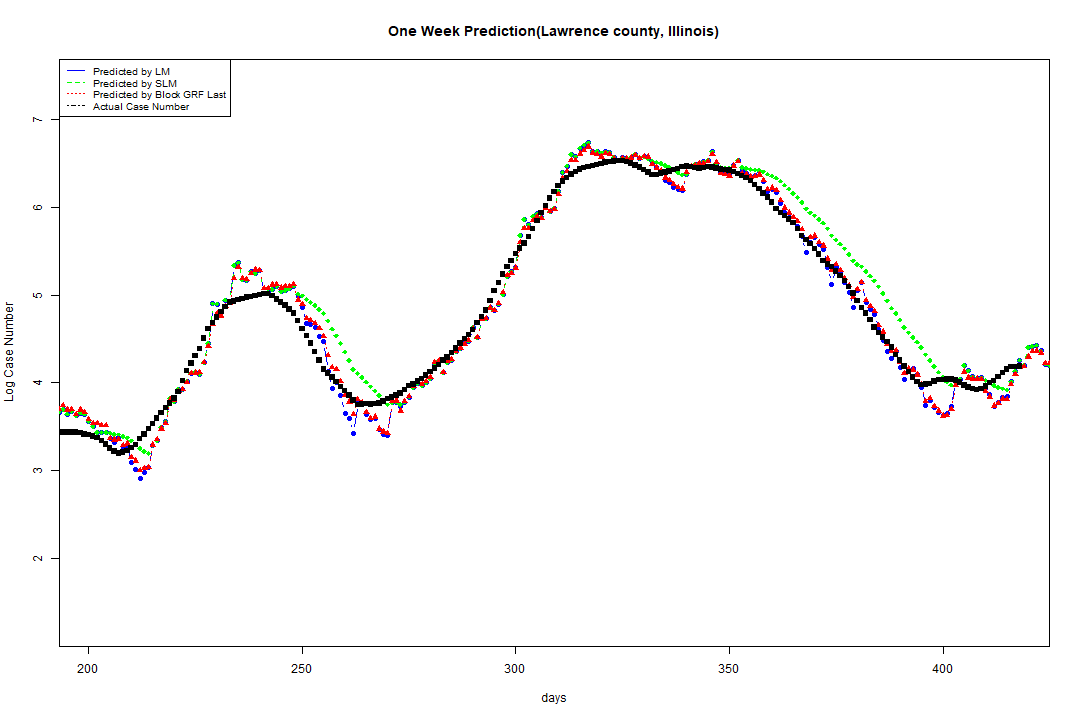 One Week Prediction(Lawrence county, Illinois)
Predicted by LM
Predicted by SLM
Predicted by Block GRF Last
Actual Case Number
Log Case Number
7
6
5
4
3
2
200 250 300 350 400
days